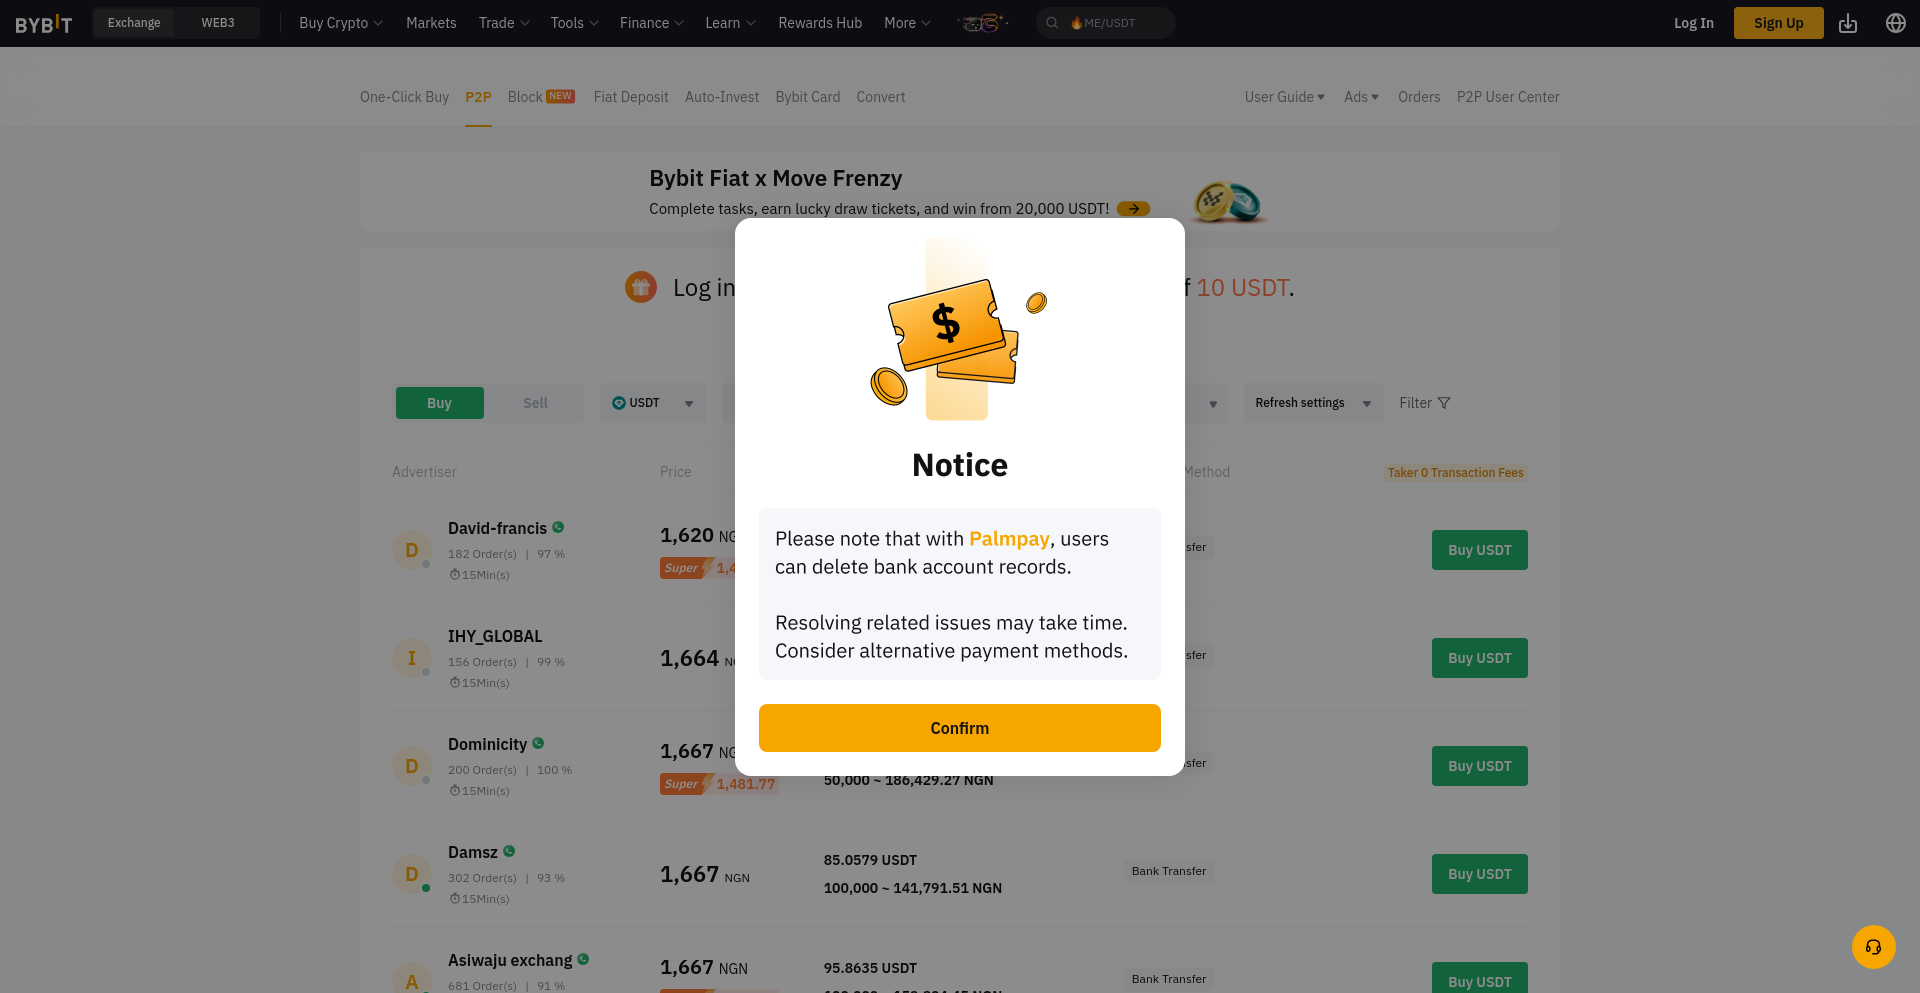 BYBIT
Exchange
WEB3
Buy Crypto
Markets
Trade
Tools
Finance
Learn
Rewards Hub
More
ME/USDT
Log In
Sign Up
One-Click Buy
P2P
Block NEW
Fiat Deposit
Auto-Invest
Bybit Card
Convert
User Guide
Ads
Orders
P2P User Center
Bybit Fiat x Move Frenzy
Complete tasks, earn lucky draw tickets, and win from 20,000 USDT!
Log in
10 USDT.
Buy
Sell
USDT
Refresh settings
Filter
Advertiser
Price
Method
Taker 0 Transaction Fees
D
David-francis
182 Order(s) | 97 %
15Min(s)
1,620
Super
Buy USDT
I
IHY_GLOBAL
156 Order(s) | 99 %
15Min(s)
1,664
Buy USDT
D
Dominicity
200 Order(s) | 100 %
15Min(s)
1,667
Super 1,481.77
50,000 ~ 186,429.27 NGN
Buy USDT
D
Damsz
302 Order(s) | 93 %
15Min(s)
1,667 NGN
85.0579 USDT
100,000 ~ 141,791.51 NGN
Bank Transfer
Buy USDT
A
Asiwaju exchang
681 Order(s) | 91 %
1,667 NGN
95.8635 USDT
Bank Transfer
Buy USDT
$
Notice
Please note that with Palmpay, users
can delete bank account records.
Resolving related issues may take time.
Consider alternative payment methods.
Confirm